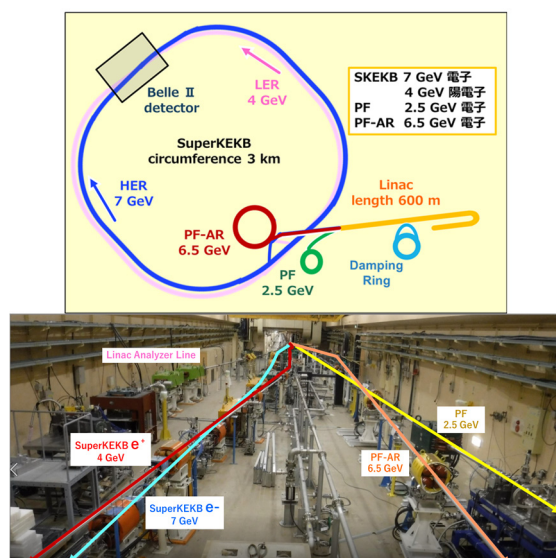 LER
4 GeV
Belle Ⅱ
detector
SKEKB 7 GeV 電子
4 GeV 陽電子
PF 2.5 GeV 電子
PF-AR 6.5 GeV 電子
SuperKEKB
circumference 3 km
HER
7 GeV
Linac
length 600 m
PF-AR
6.5 GeV
PF
2.5 GeV
Damping
Ring
Linac Analyzer Line
PF
2.5 GeV
SuperKEKB e+
4 GeV
PF-AR
6.5 GeV
SuperKEKB e-
7 GeV